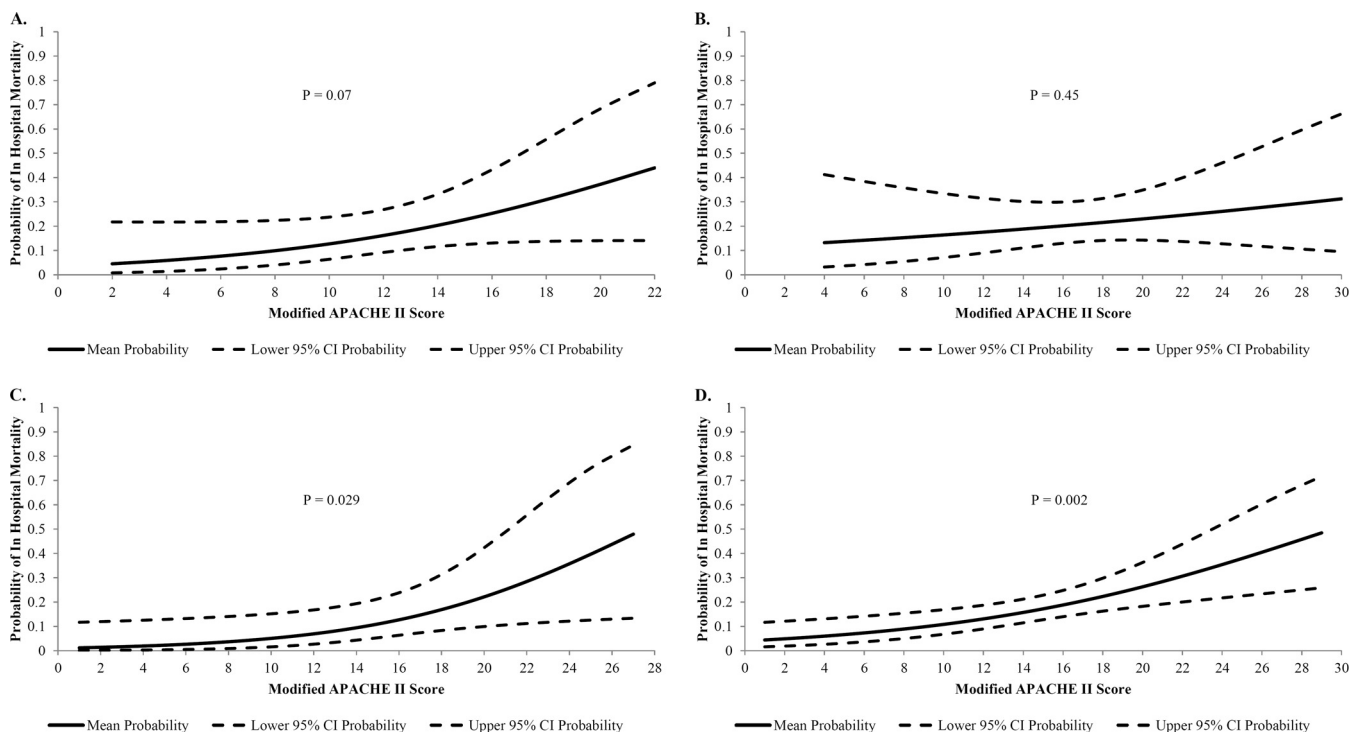 A.
Probability of In Hospital Mortality
1
0.9
0.8
0.7
0.6
0.5
0.4
0.3
0.2
0.1
0
P = 0.07
0 2 4 6 8 10 12 14 16 18 20 22
Modified APACHE II Score
Mean Probability Lower 95% CI Probability Upper 95% CI Probability
B.
Probability of In Hospital Mortality
1
0.9
0.8
0.7
0.6
0.5
0.4
0.3
0.2
0.1
0
P = 0.45
0 2 4 6 8 10 12 14 16 18 20 22 24 26 28 30
Modified APACHE II Score
Mean Probability Lower 95% CI Probability Upper 95% CI Probability
C.
Probability of In Hospital Mortality
1
0.9
0.8
0.7
0.6
0.5
0.4
0.3
0.2
0.1
0
P = 0.029
0 2 4 6 8 10 12 14 16 18 20 22 24 26 28
Modified APACHE II Score
Mean Probability Lower 95% CI Probability Upper 95% CI Probability
D.
Probability of In Hospital Mortality
1
0.9
0.8
0.7
0.6
0.5
0.4
0.3
0.2
0.1
0
P = 0.002
0 2 4 6 8 10 12 14 16 18 20 22 24 26 28 30
Modified APACHE II Score
Mean Probability Lower 95% CI Probability Upper 95% CI Probability